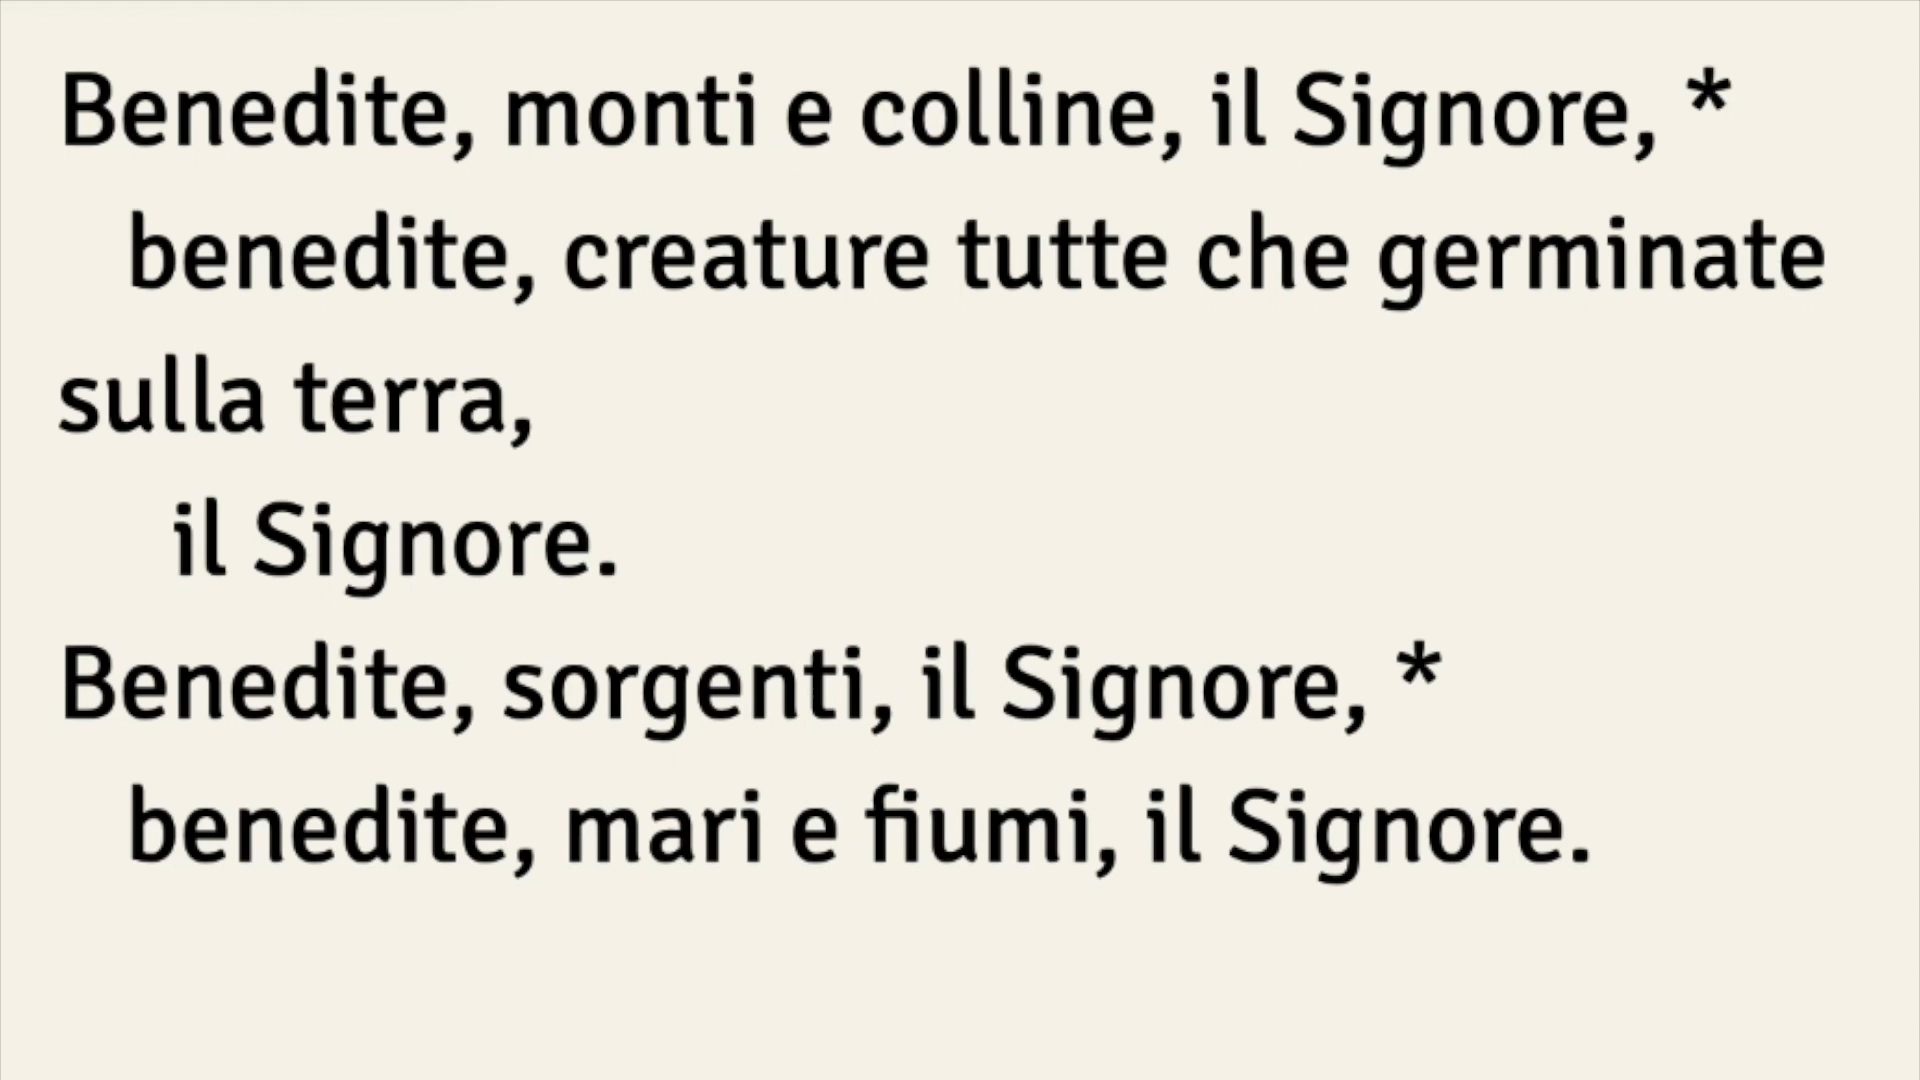 Benedite, monti e colline, il Signore, *
benedite, creature tutte che germinate
sulla terra,
il Signore.
Benedite, sorgenti, il Signore, *
benedite, mari e fiumi, il Signore.